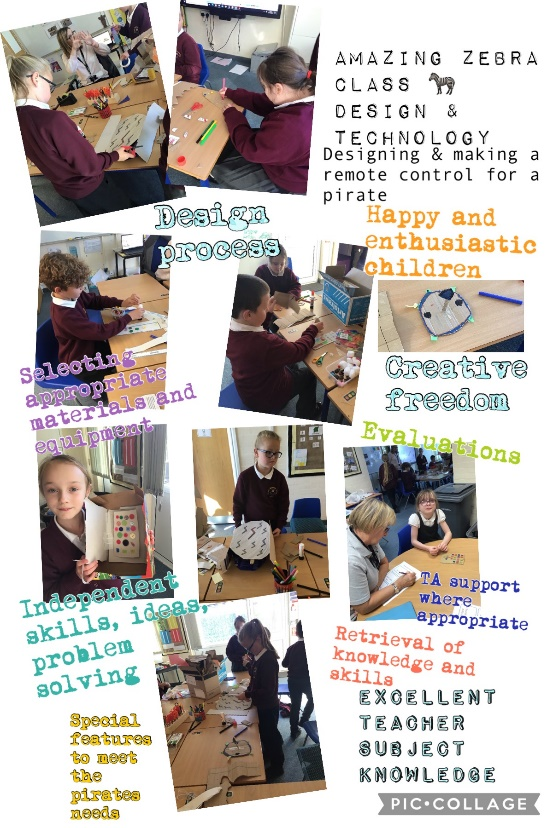 AMAZING ZEBRA
CLASS 🦓
DESIGN &
TECHNOLOGY
Designing & making a
remote control for a
pirate
Design
process
Happy and
enthusiastic
children
Selecting
appropriate
materials and
equipment
Creative
freedom
Evaluations
Independent
skills, ideas,
problem
solving
TA support
where
appropriate
Retrieval of
knowledge and
skills
Special
features
to meet
the
pirates
needs
EXCELLENT
TEACHER
SUBJECT
KNOWLEDGE
PIC•COLLAGE